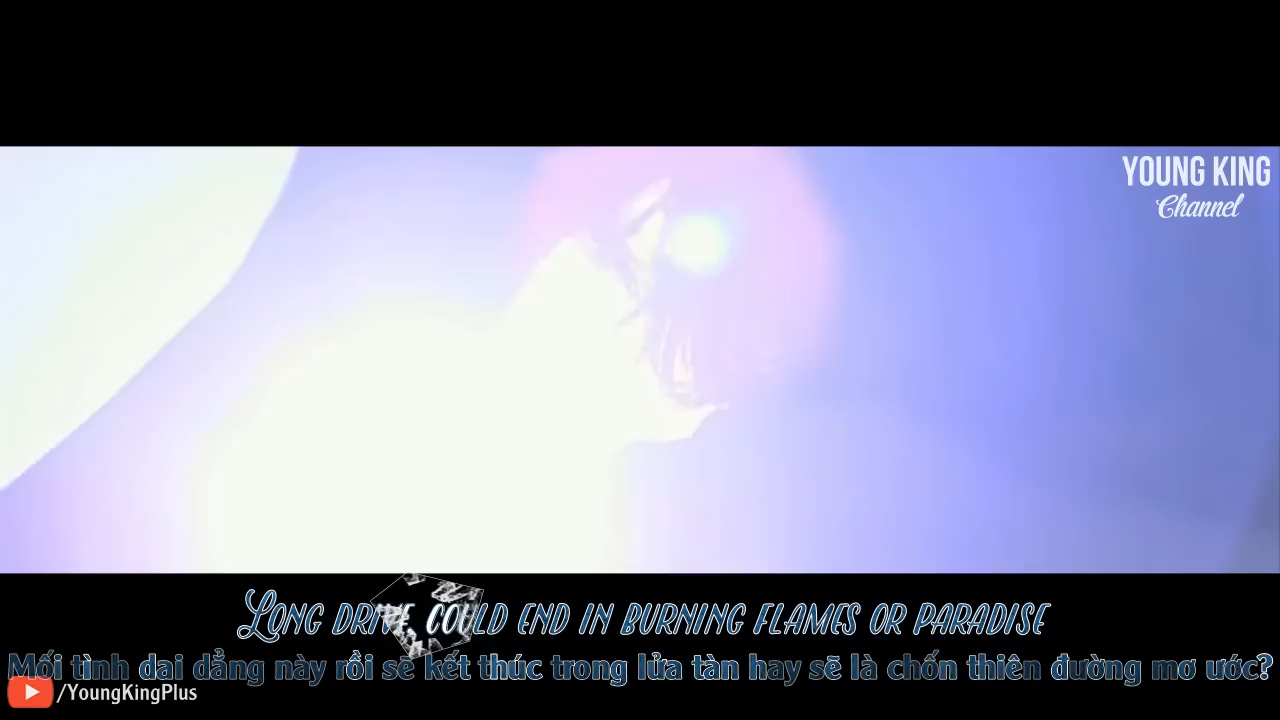 YOUNG KING
Channel
LONG DRIVE COULD END IN BURNING FLAMES OR PARADISE
Mối tình dai dẳng này rồi sẽ kết thúc trong lửa tàn hay sẽ là chốn thiên đường mơ ước?
/YoungKingPlus